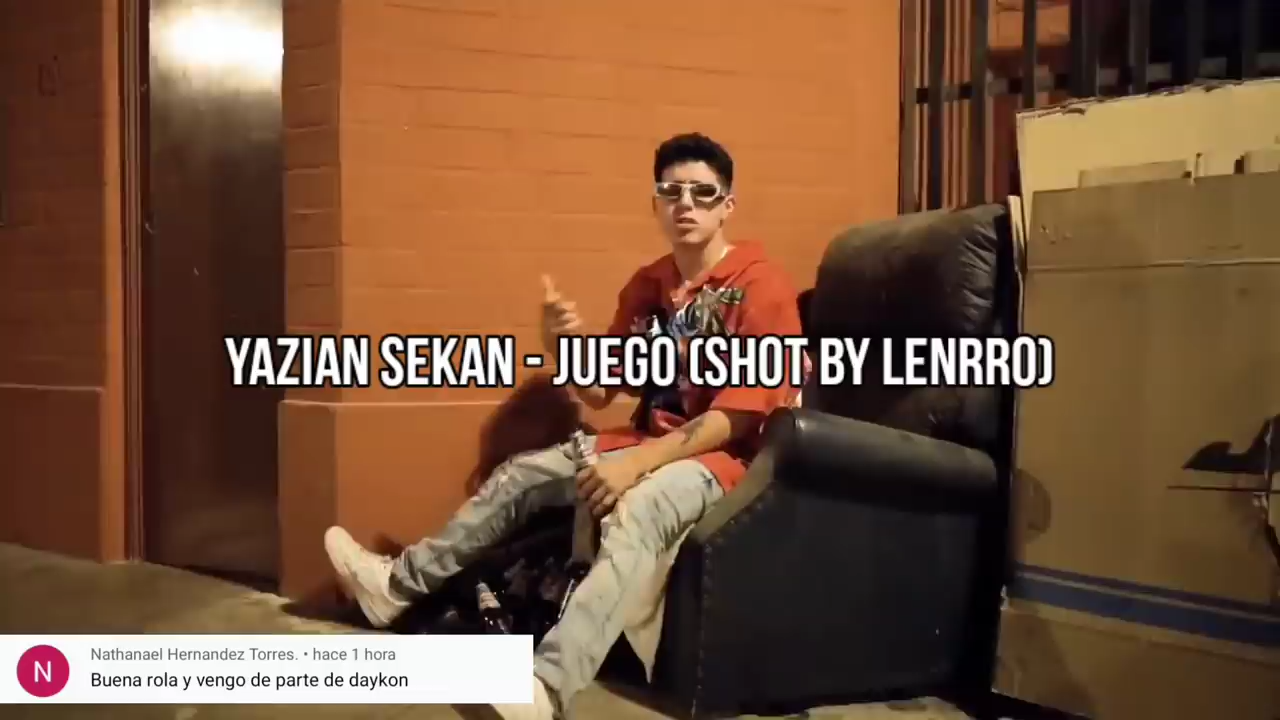 YAZIAN SEKAN - JUEGO (SHOT BY LENRRO)
Nathanael Hernandez Torres. • hace 1 hora
N
Buena rola y vengo de parte de daykon